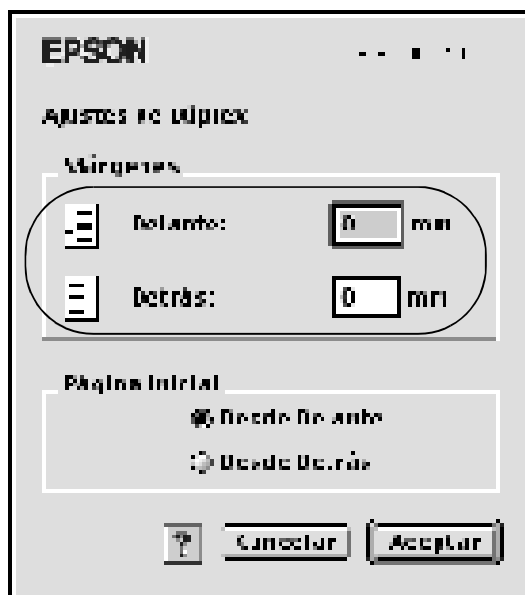 EPSON
Ajustes de Dúplex
Márgenes
Delante: 0 mm
Detrás: 0 mm
Página Inicial
Desde Delante
Desde Detrás
? Cancelar Aceptar